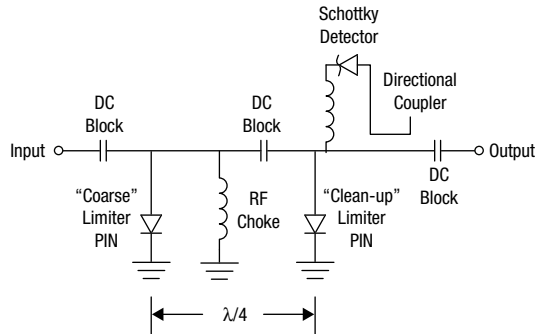 Schottky
Detector
Directional
Coupler
DC
Block
DC
Block
Input
Output
DC
Block
“Coarse”
Limiter
PIN
RF
Choke
“Clean-up”
Limiter
PIN
λ/4